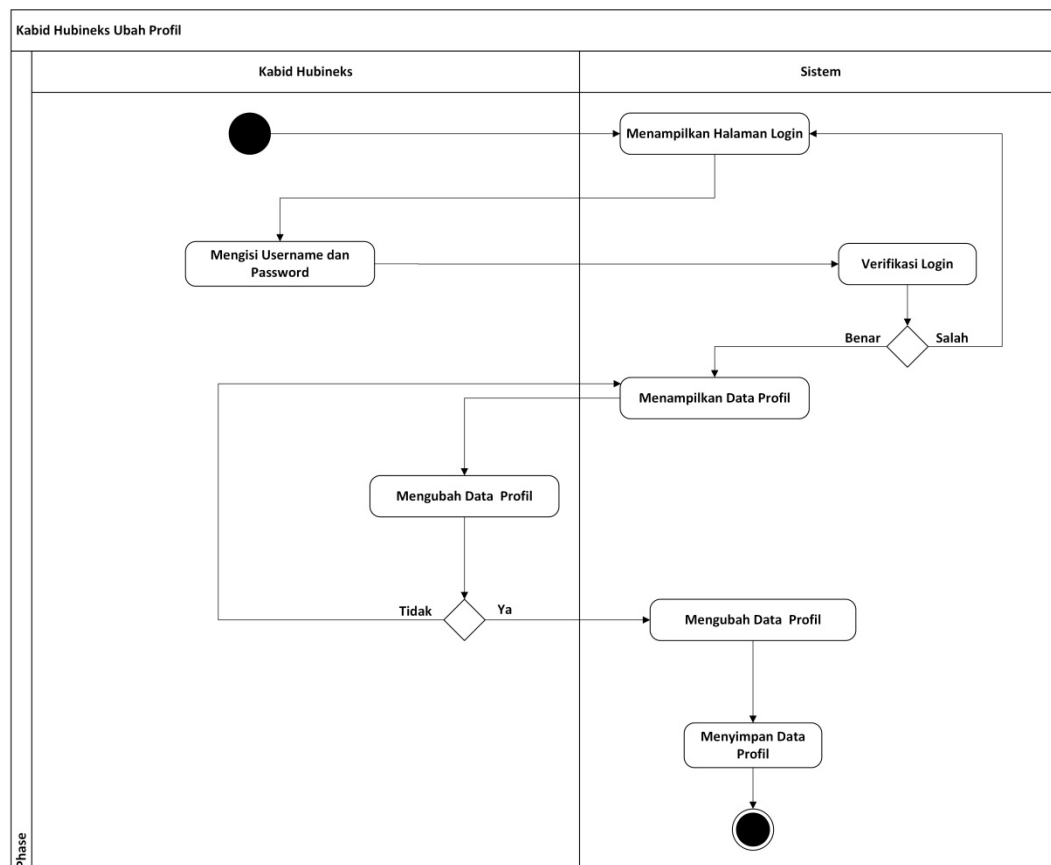 Kabid Hubineks Ubah Profil
Kabid Hubineks
Sistem
Menampilkan Halaman Login
Mengisi Username dan
Password
Verifikasi Login
Benar
Salah
Menampilkan Data Profil
Mengubah Data  Profil
Tidak
Ya
Mengubah Data  Profil
Menyimpan Data
Profil
Phase